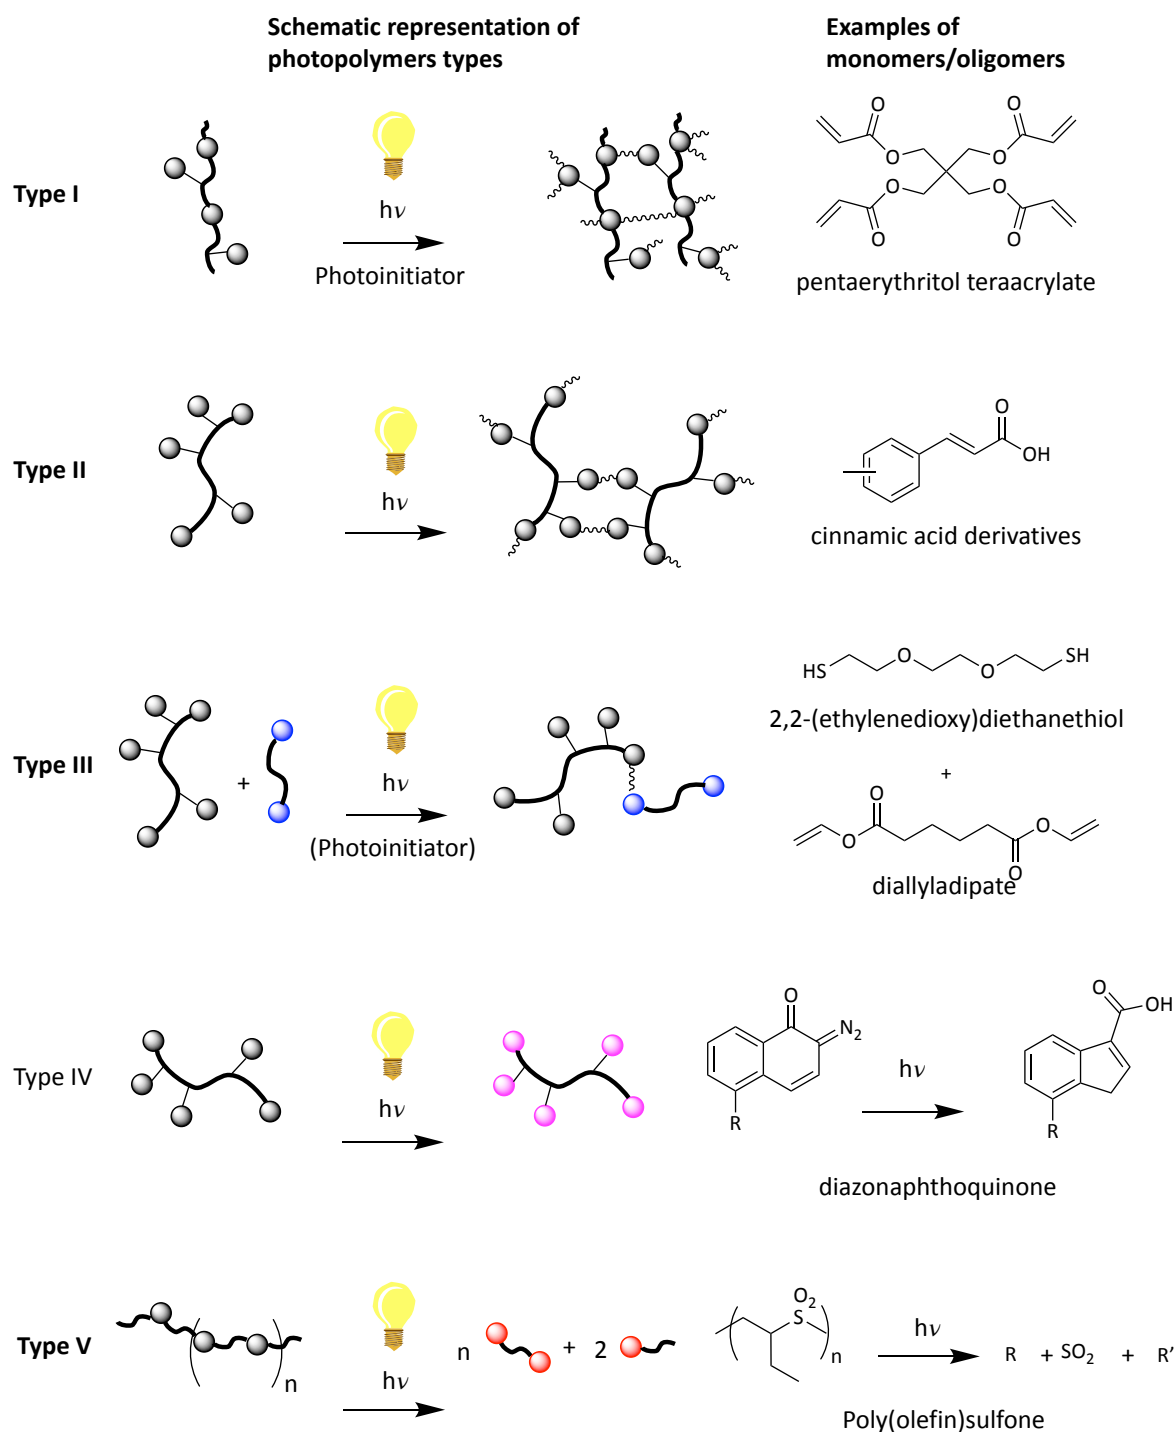 Schematic representation of
photopolymers types
Examples of
monomers/oligomers
Type I
hν
Photoinitiator
O
O
O
O
O
O
O
O
pentaerythritol teraacrylate
Type II
hν
O
OH
cinnamic acid derivatives
Type III
+
hν
(Photoinitiator)
HS
O
O
SH
2,2-(ethylenedioxy)diethanethiol
+
O
O
O
O
diallyladipate
Type IV
hν
O
N2
R
hν
O
OH
R
diazonaphthoquinone
Type V
n
hν
n + 2
O2
S
n
hν
R + SO2 + R'
Poly(olefin)sulfone